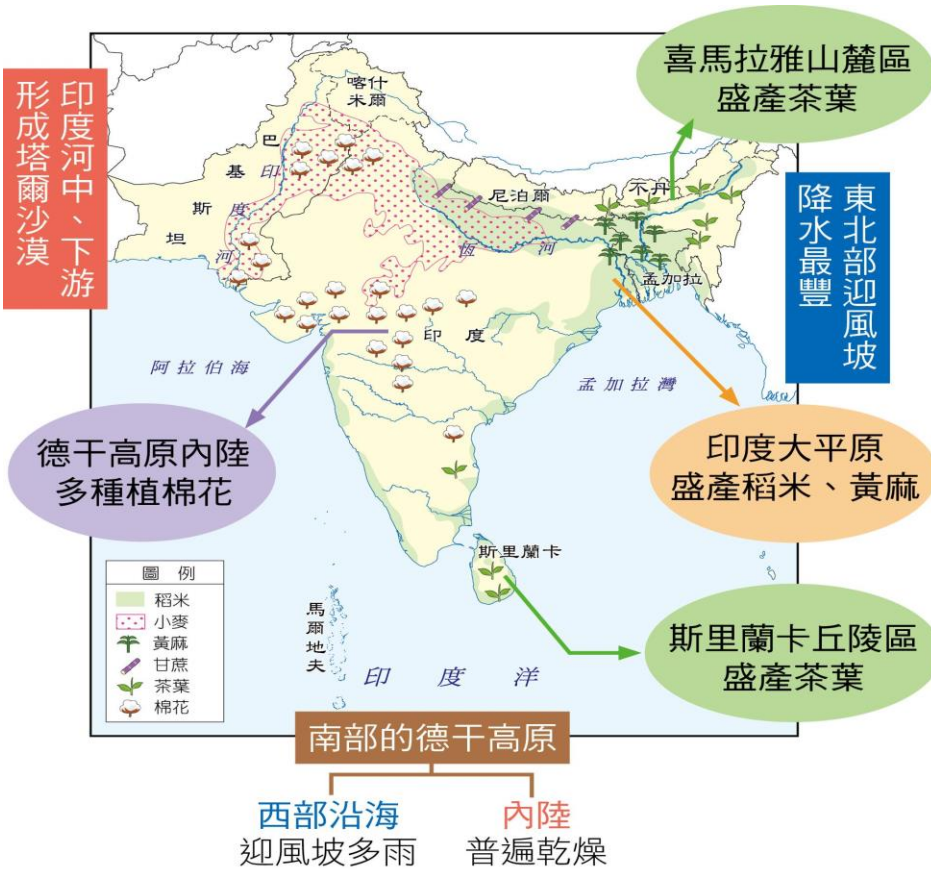 喜馬拉雅山麓區
盛產茶葉
印度河中、下游
形成塔爾沙漠
東北部迎風坡
降水最豐
喀什
米爾
巴
基
斯
坦
印
度
河
尼泊爾
不丹
恆河
孟加拉
印度
阿拉伯海
孟加拉灣
德干高原內陸
多種植棉花
印度大平原
盛產稻米、黃麻
斯里蘭卡
斯里蘭卡丘陵區
盛產茶葉
馬
爾
地
夫
印度洋
圖例
稻米
小麥
黃麻
甘蔗
茶葉
棉花
南部的德干高原
西部沿海
迎風坡多雨
內陸
普遍乾燥